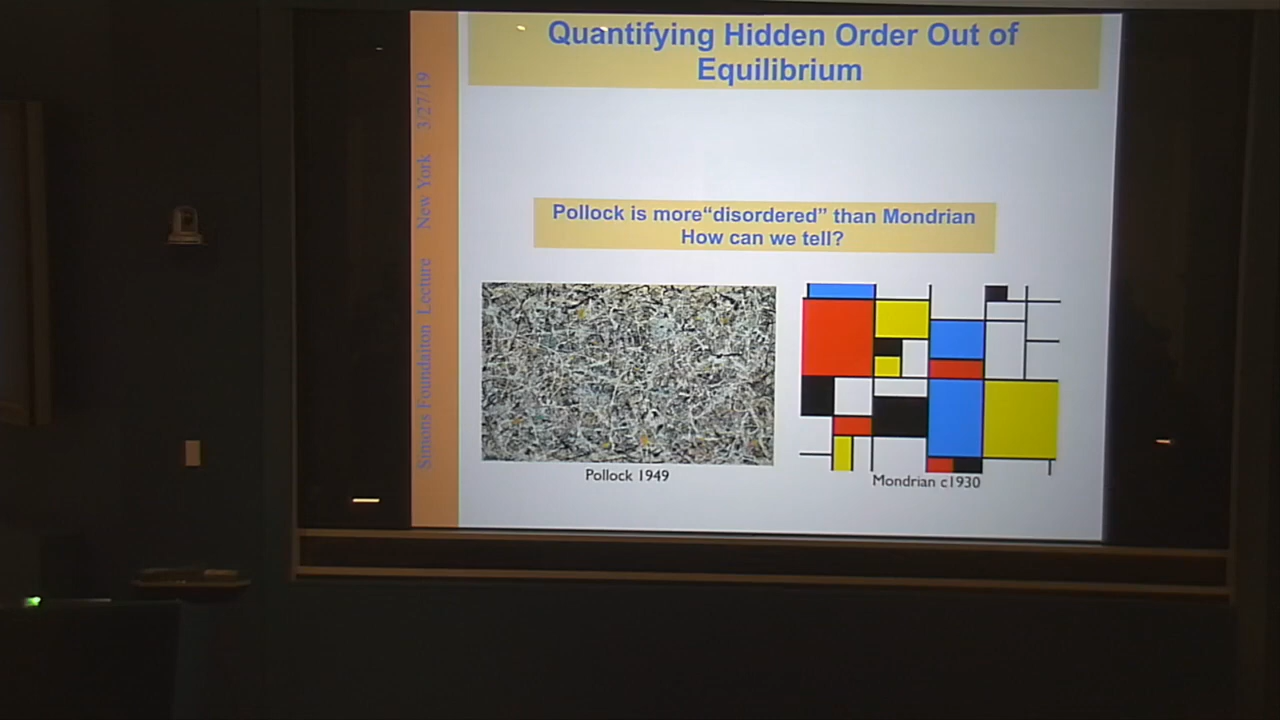 Quantifying Hidden Order Out of
Equilibrium
Simons Foundaiton Lecture New York 3/27/19
Pollock is more“disordered” than Mondrian
How can we tell?
Pollock 1949
Mondrian c1930